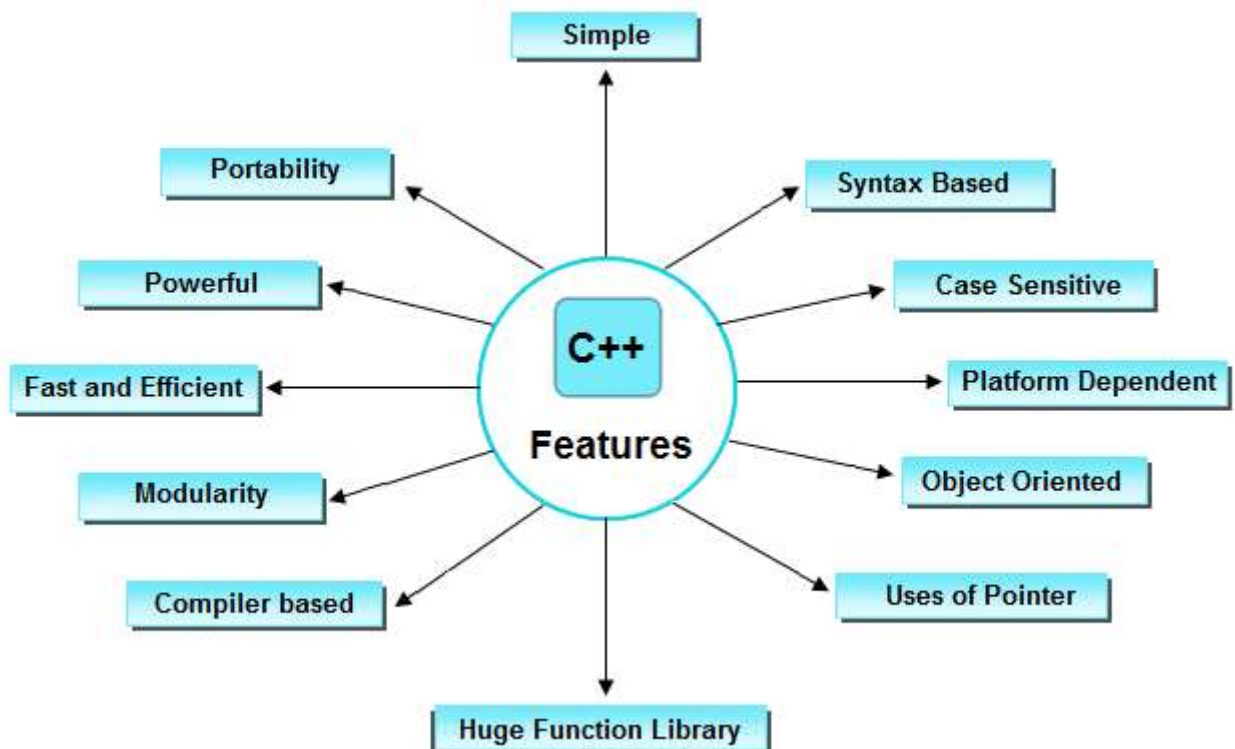 Simple
Portability
Syntax Based
Powerful
Case Sensitive
C++
Fast and Efficient
Platform Dependent
Features
Modularity
Object Oriented
Compiler based
Uses of Pointer
Huge Function Library